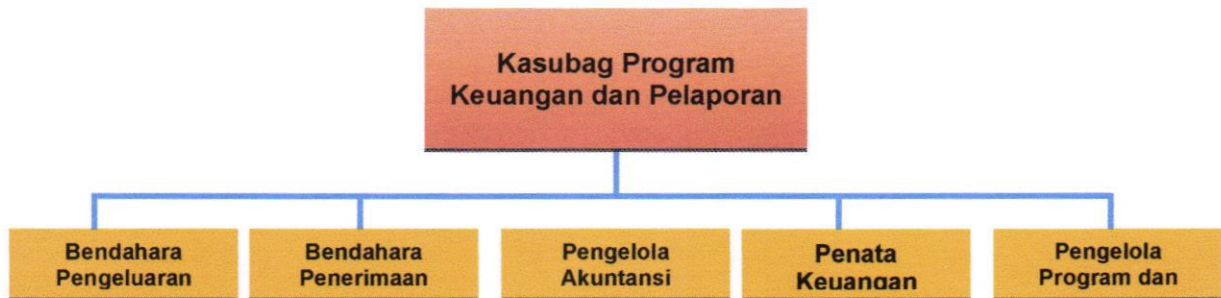 Kasubag Program
Keuangan dan Pelaporan
Bendahara
Pengeluaran
Bendahara
Penerimaan
Pengelola
Akuntansi
Penata
Keuangan
Pengelola
Program dan